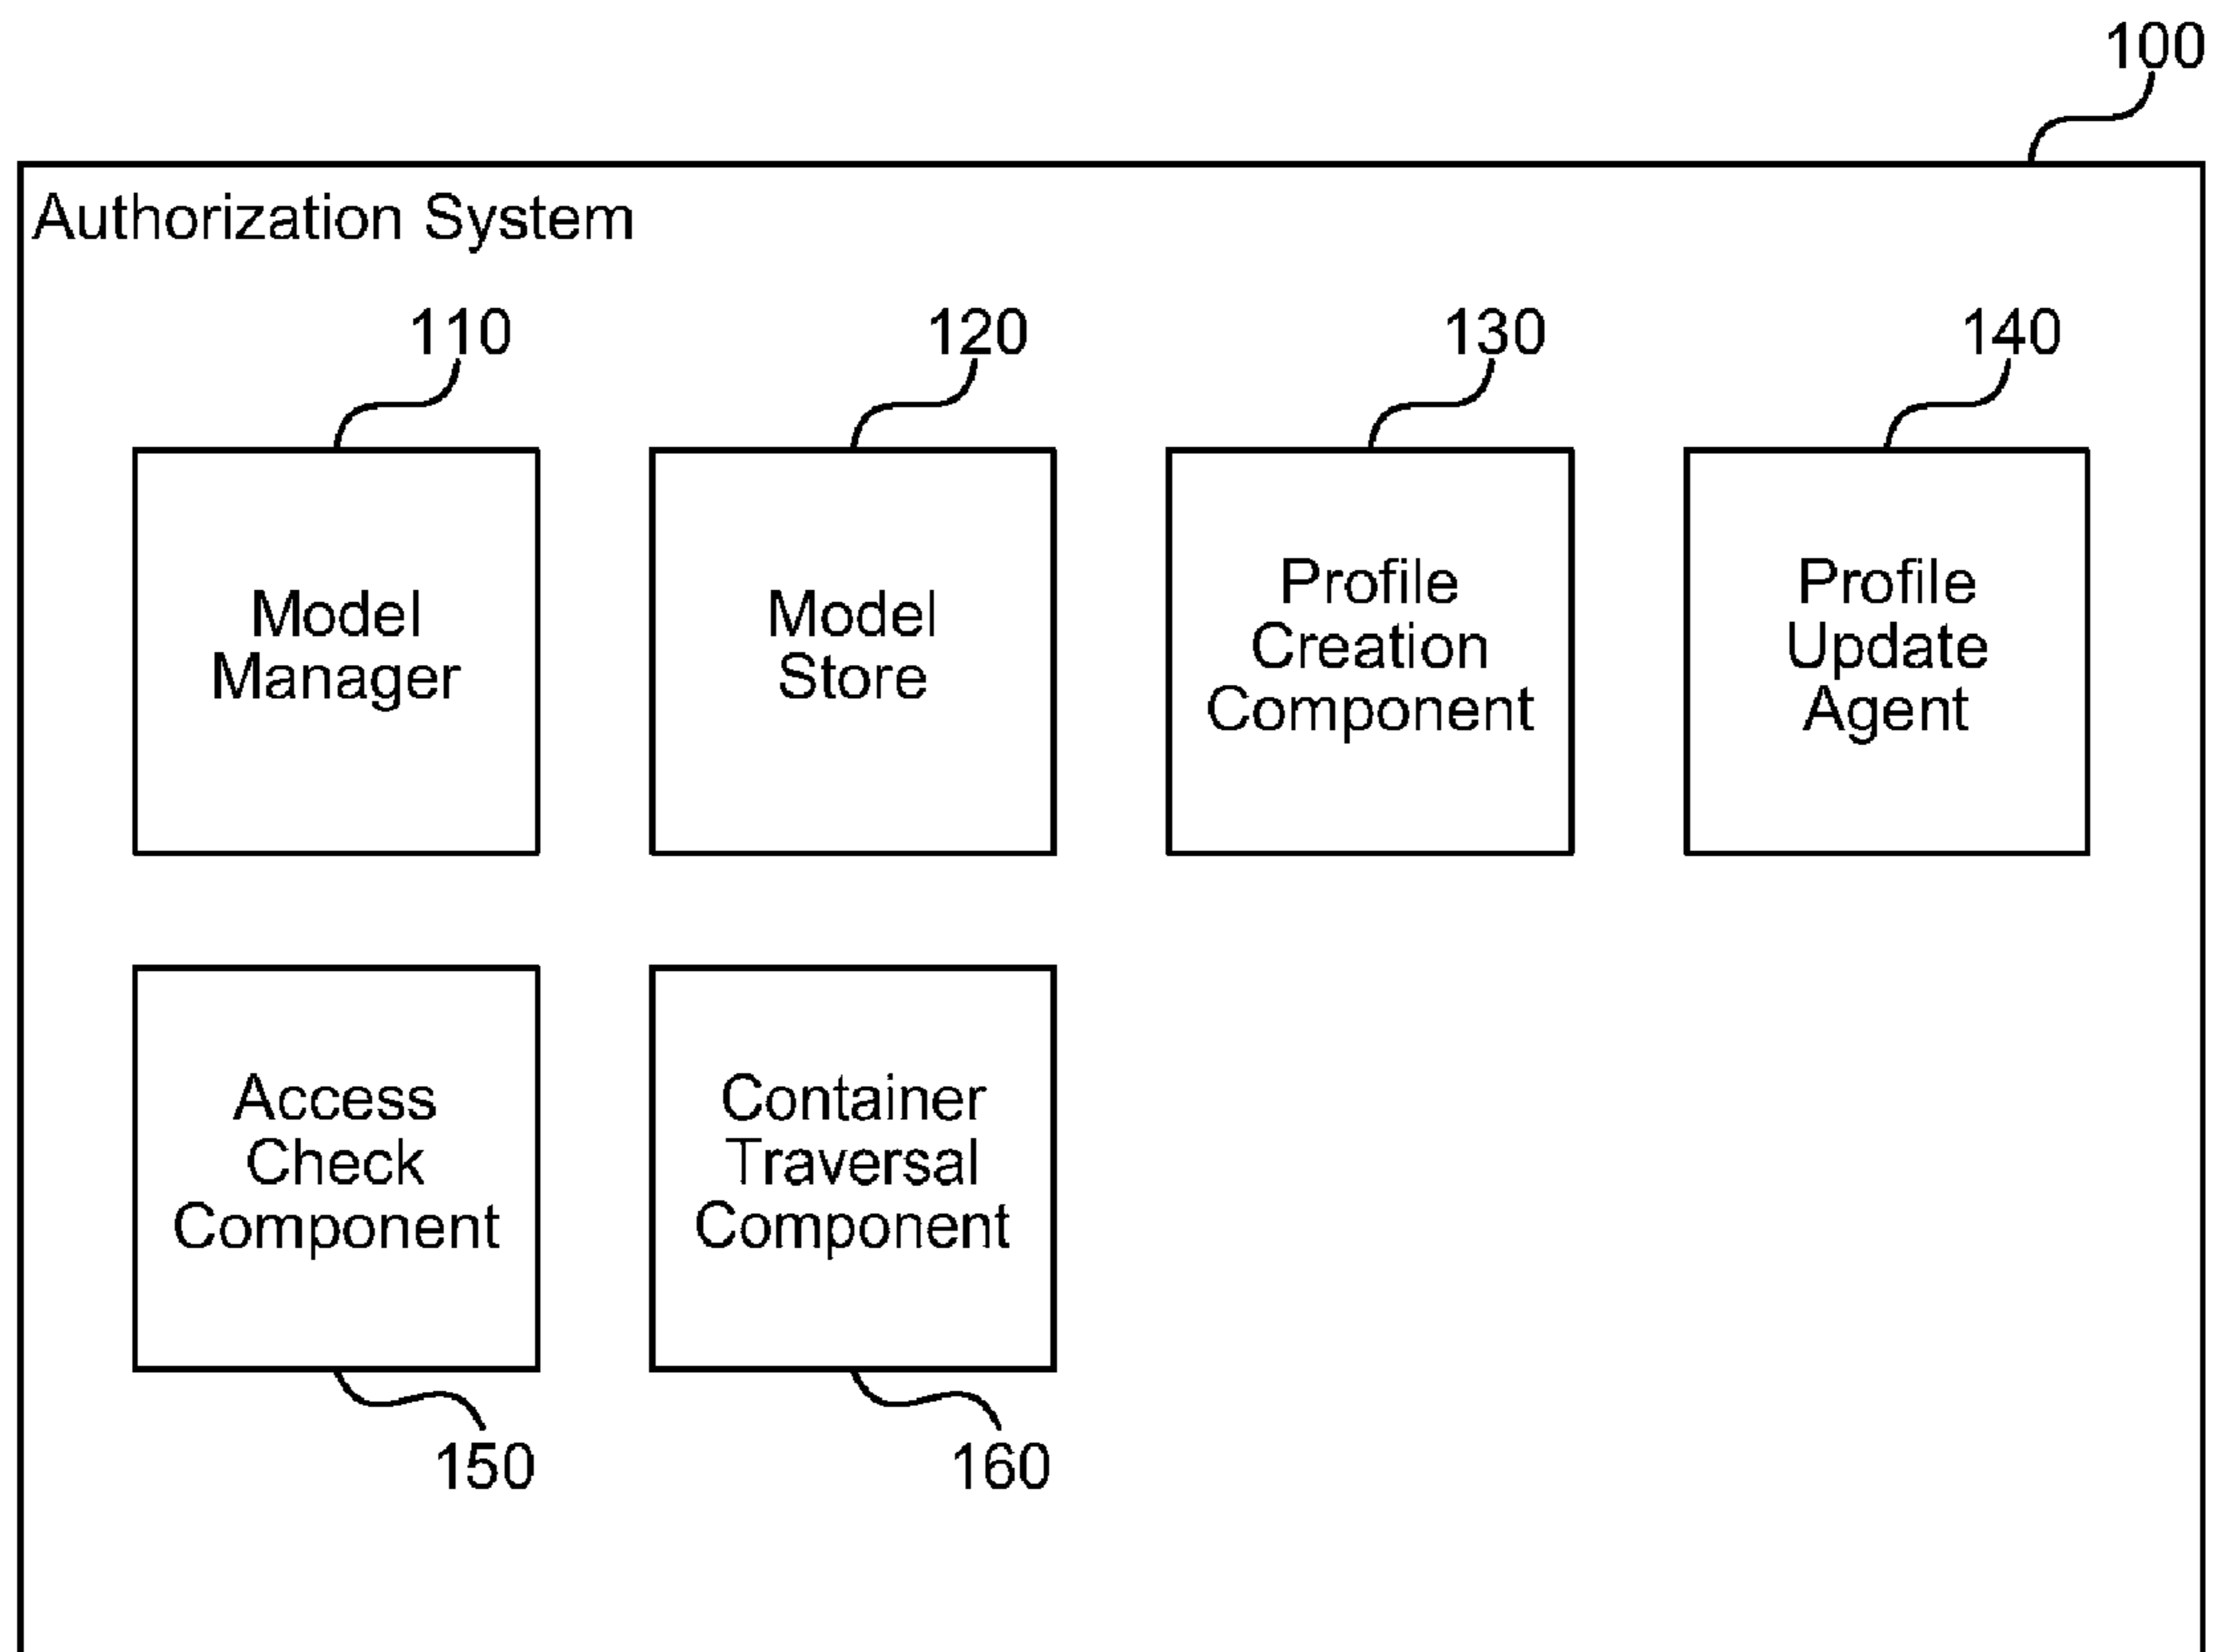 100
Authorization System
110
120
130
140
Model
Manager
Model
Store
Profile
Creation
Component
Profile
Update
Agent
Access
Check
Component
Container
Traversal
Component
150
160